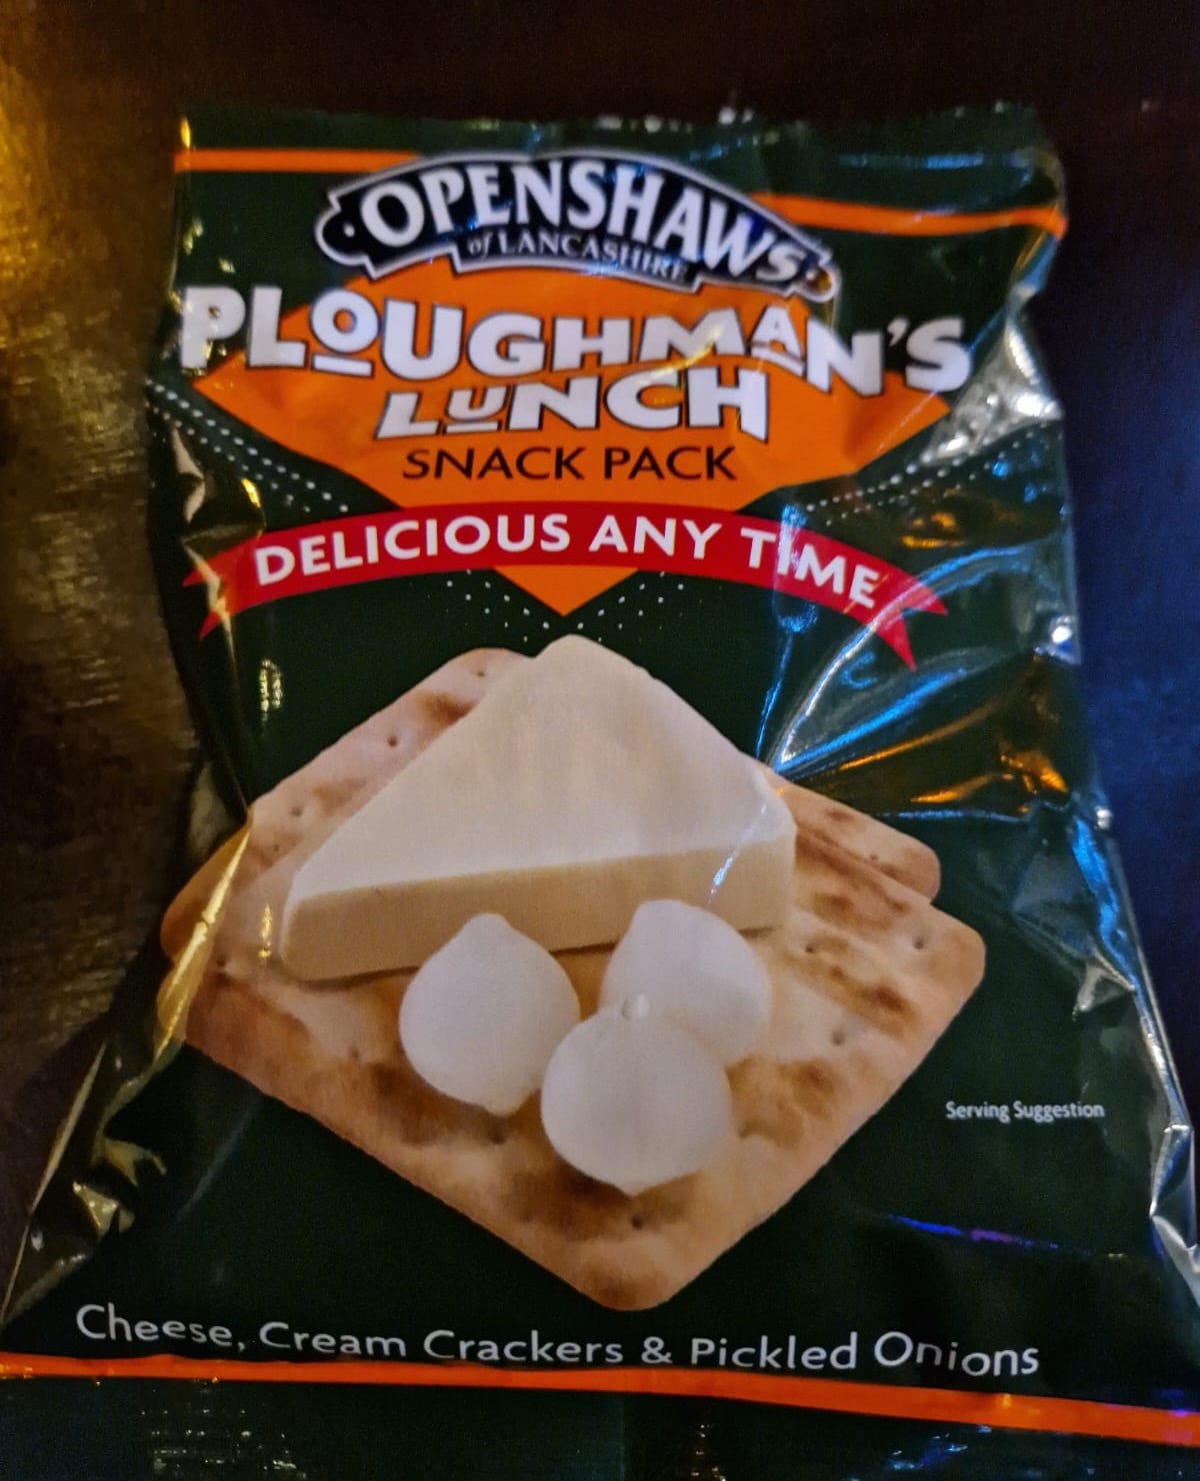 OPENSHAWS
of LANCASHIRE
PLOUGHMAN'S
LUNCH
SNACK PACK
DELICIOUS ANY TIME
Serving Suggestion
Cheese, Cream Crackers & Pickled Onions